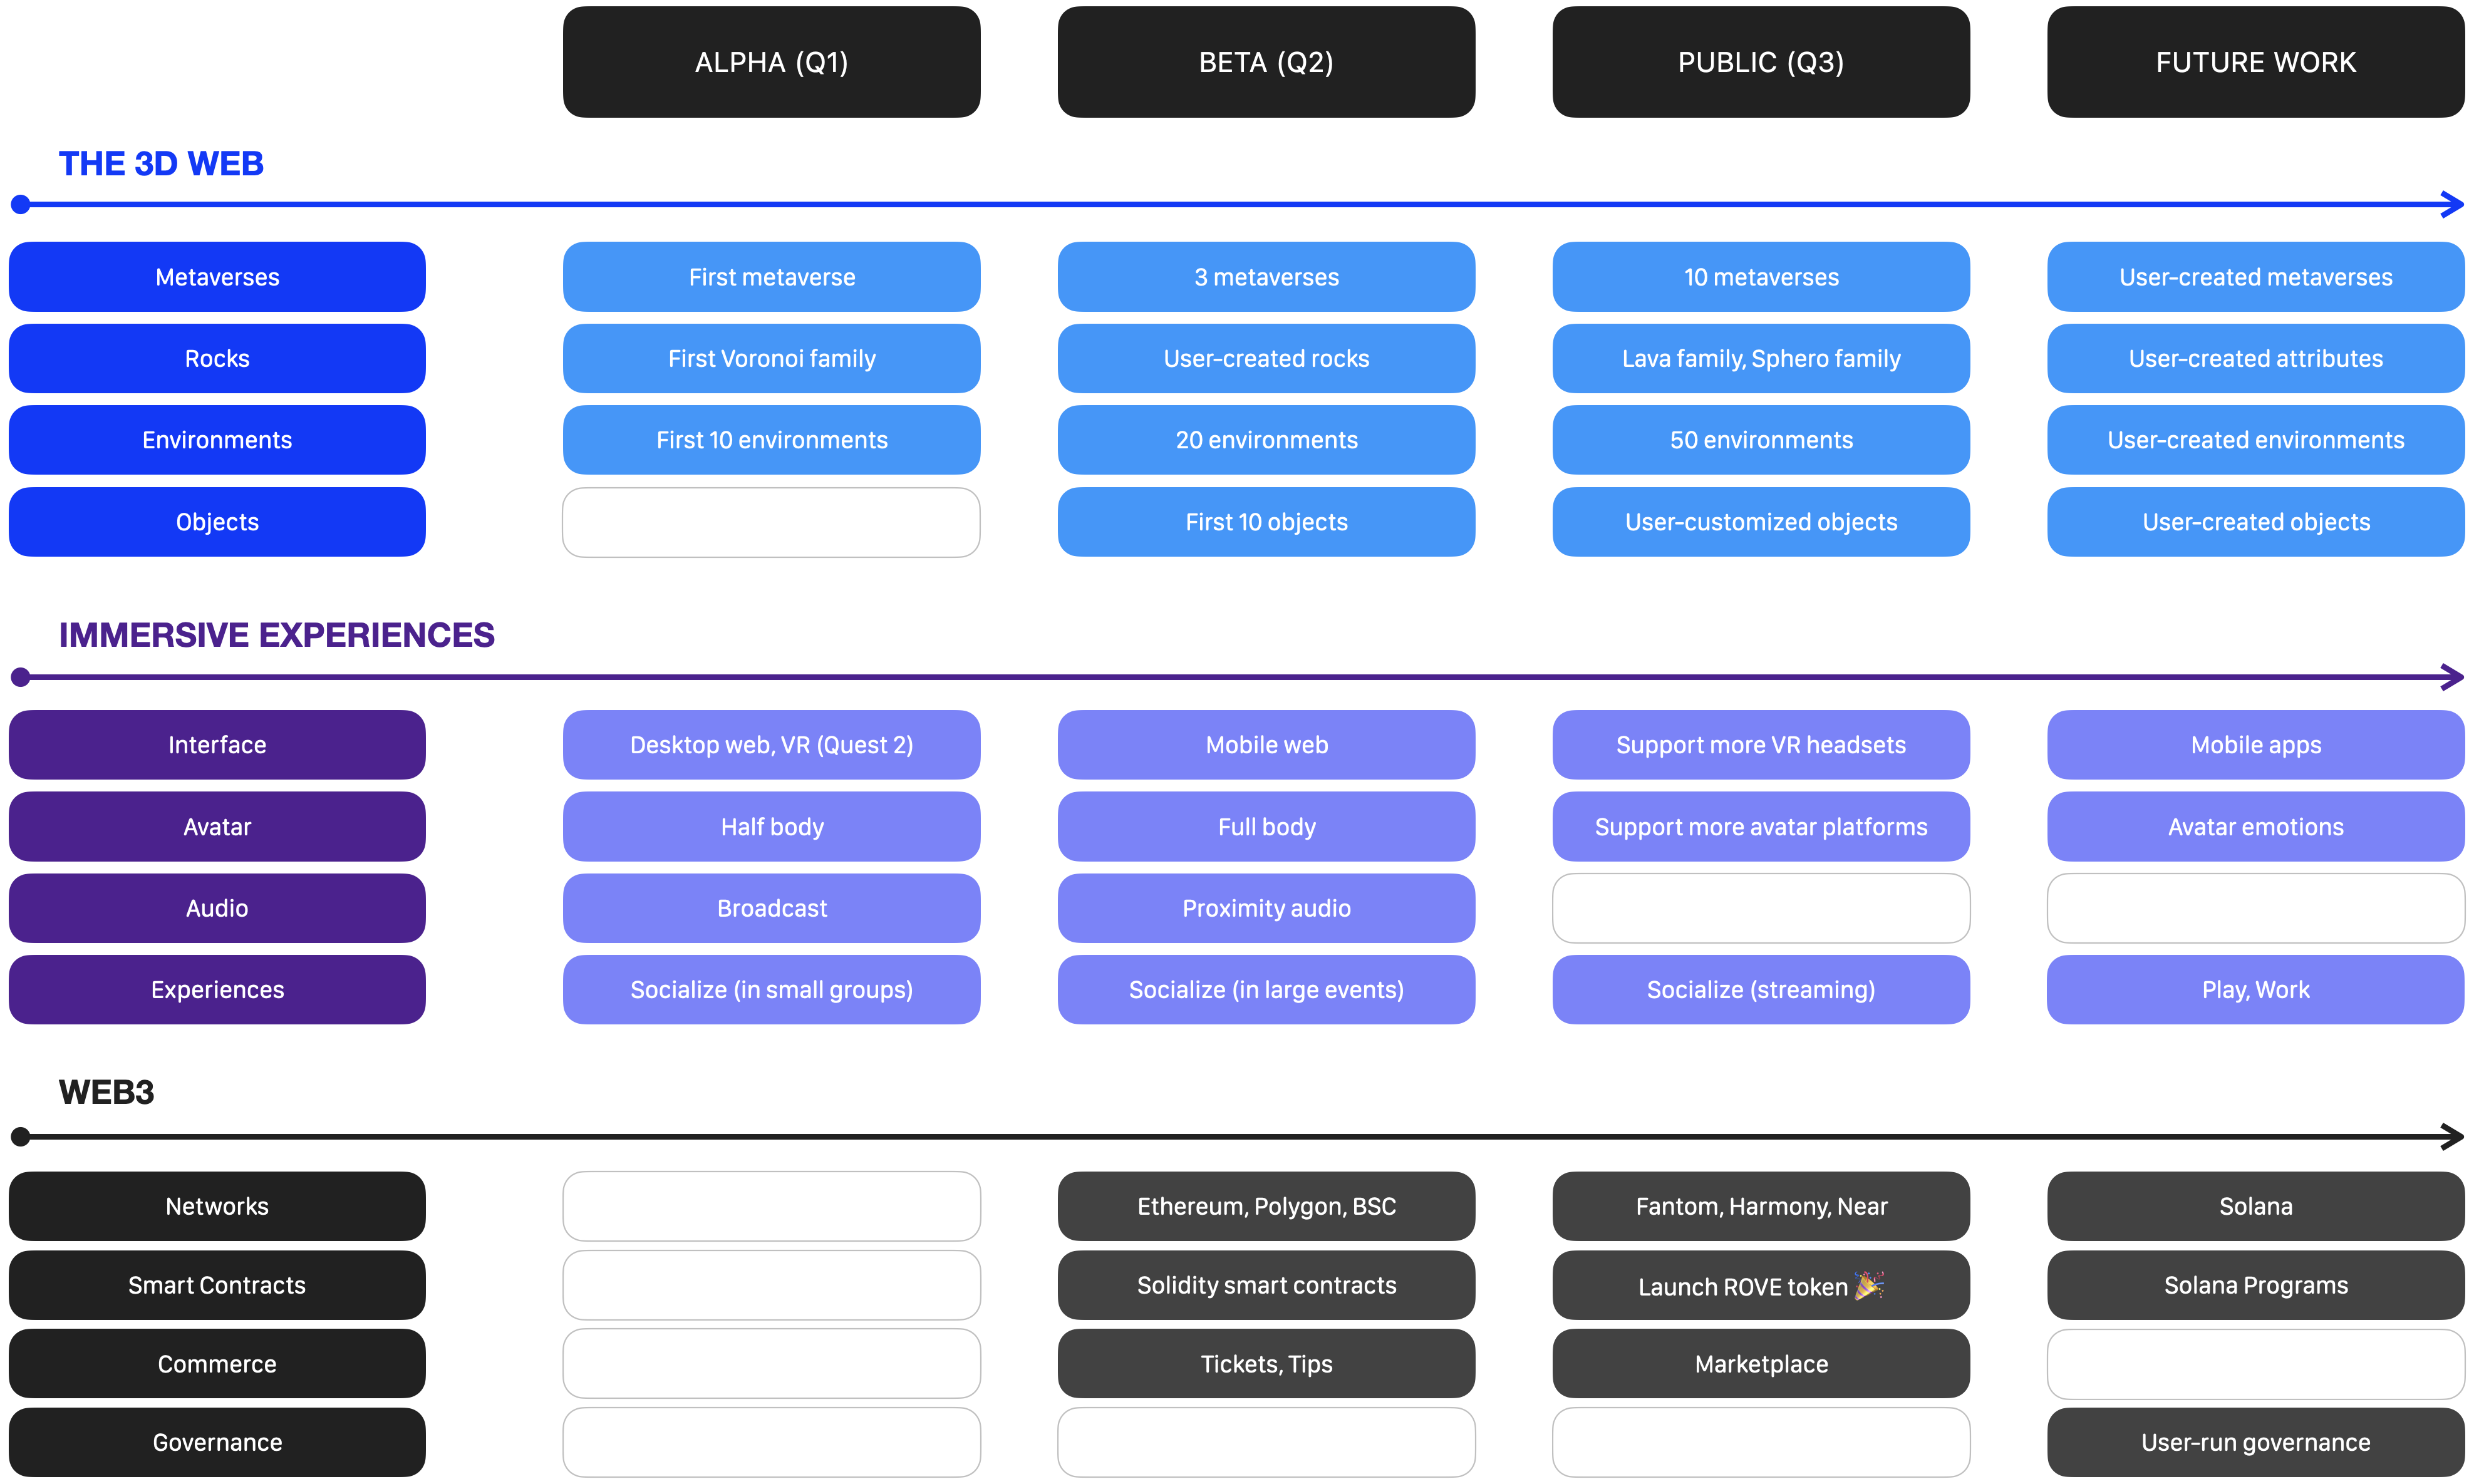 ALPHA (Q1)
BETA (Q2)
PUBLIC (Q3)
FUTURE WORK
THE 3D WEB
Metaverses
First metaverse
3 metaverses
10 metaverses
User-created metaverses
Rocks
First Voronoi family
User-created rocks
Lava family, Sphero family
User-created attributes
Environments
First 10 environments
20 environments
50 environments
User-created environments
Objects
First 10 objects
User-customized objects
User-created objects
IMMERSIVE EXPERIENCES
Interface
Desktop web, VR (Quest 2)
Mobile web
Support more VR headsets
Mobile apps
Avatar
Half body
Full body
Support more avatar platforms
Avatar emotions
Audio
Broadcast
Proximity audio
Experiences
Socialize (in small groups)
Socialize (in large events)
Socialize (streaming)
Play, Work
WEB3
Networks
Ethereum, Polygon, BSC
Fantom, Harmony, Near
Solana
Smart Contracts
Solidity smart contracts
Launch ROVE token 🎉
Solana Programs
Commerce
Tickets, Tips
Marketplace
Governance
User-run governance